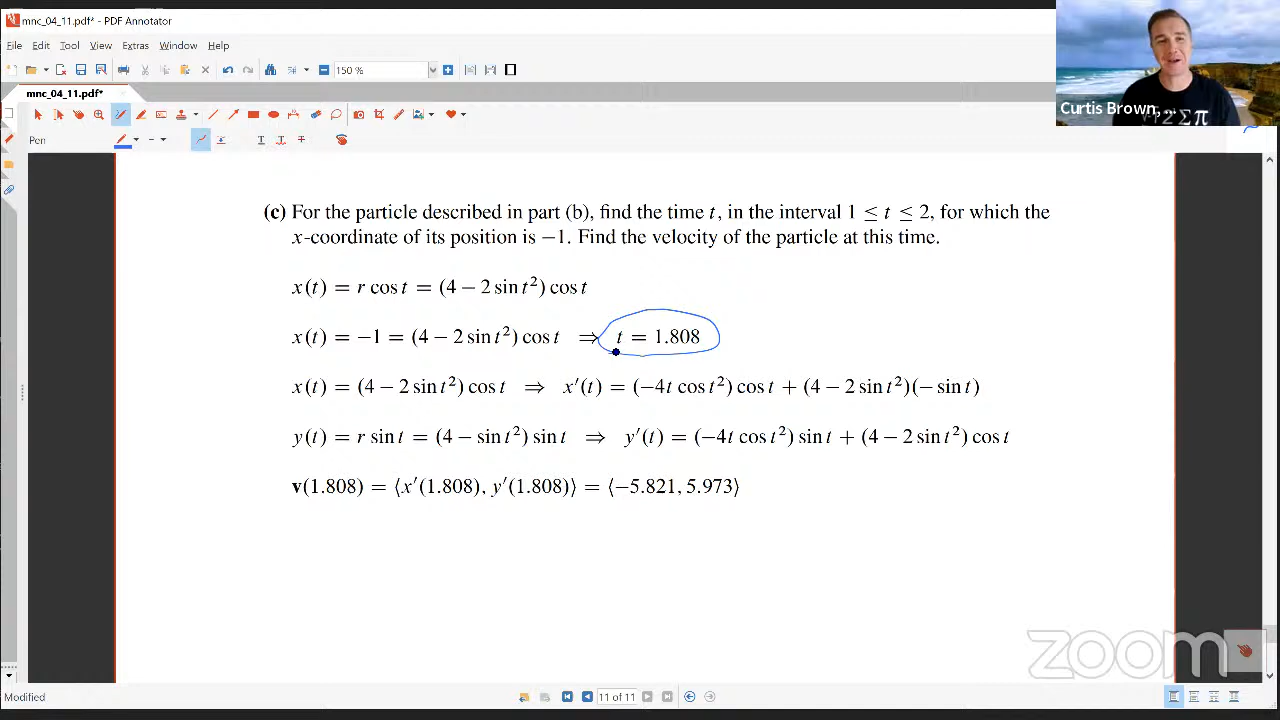 mnc_04_11.pdf* - PDF Annotator
File Edit Tool View Extras Window Help
150 %
mnc_04_11.pdf*
Pen
Curtis Brown, ...
(c) For the particle described in part (b), find the time t, in the interval 1 ≤ t ≤ 2, for which the
x-coordinate of its position is −1. Find the velocity of the particle at this time.
x(t) = r cos t = (4 − 2 sin t²) cos t
x(t) = −1 = (4 − 2 sin t²) cos t ⇒ t = 1.808
x(t) = (4 − 2 sin t²) cos t ⇒ x′(t) = (−4t cos t²) cos t + (4 − 2 sin t²)(− sin t)
y(t) = r sin t = (4 − sin t²) sin t ⇒ y′(t) = (−4t cos t²) sin t + (4 − 2 sin t²) cos t
v(1.808) = ⟨x′(1.808), y′(1.808)⟩ = ⟨−5.821, 5.973⟩
zoom
Modified
11 of 11